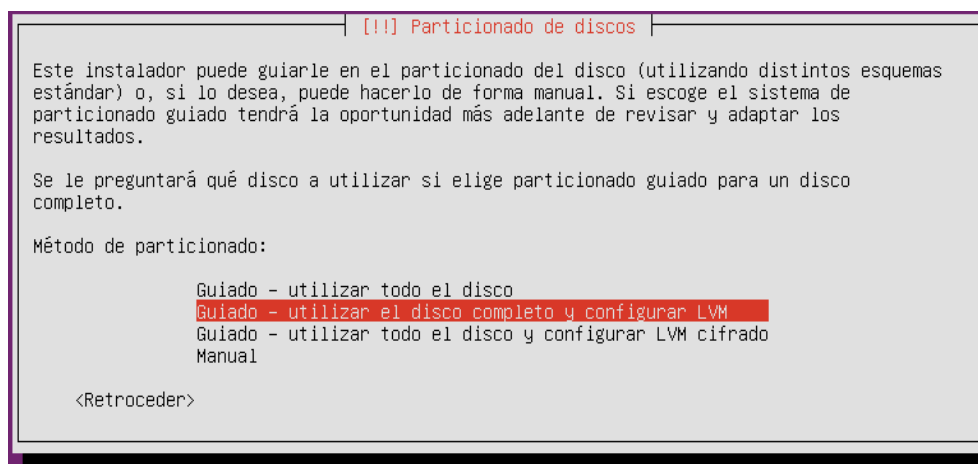 [!!] Particionado de discos
Este instalador puede guiarle en el particionado del disco (utilizando distintos esquemas
estándar) o, si lo desea, puede hacerlo de forma manual. Si escoge el sistema de
particionado guiado tendrá la oportunidad más adelante de revisar y adaptar los
resultados.
Se le preguntará qué disco a utilizar si elige particionado guiado para un disco
completo.
Método de particionado:
Guiado - utilizar todo el disco
Guiado - utilizar el disco completo y configurar LVM
Guiado - utilizar todo el disco y configurar LVM cifrado
Manual
<Retroceder>